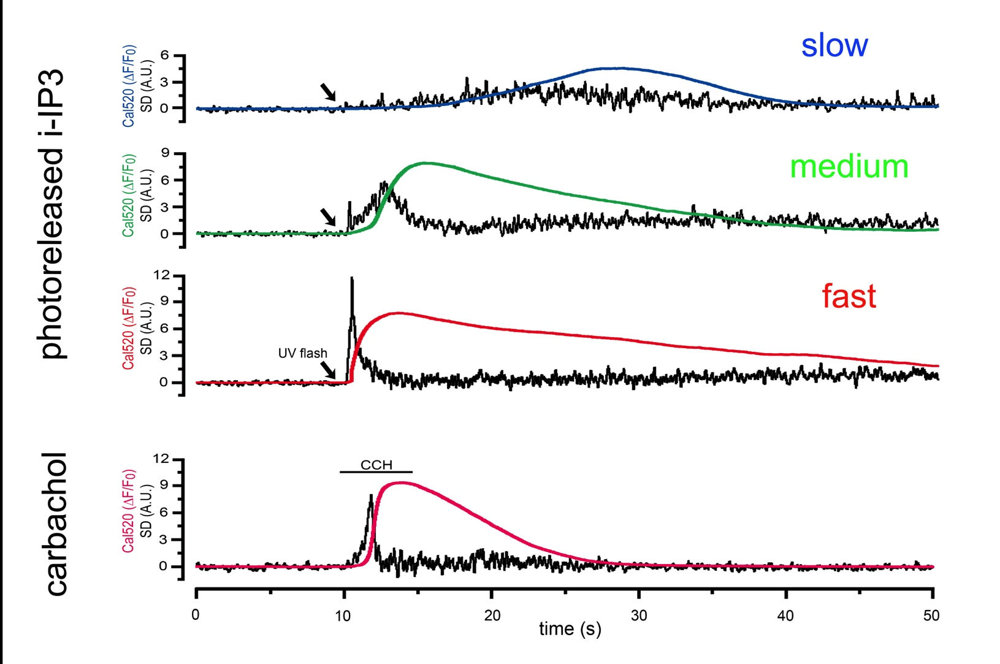 photoreleased i-IP3
slow
Cal520 (ΔF/F0)
SD (A.U.)
6
3
0
medium
Cal520 (ΔF/F0)
SD (A.U.)
9
6
3
0
fast
Cal520 (ΔF/F0)
SD (A.U.)
12
9
6
3
0
UV flash
carbachol
Cal520 (ΔF/F0)
SD (A.U.)
12
9
6
3
0
CCH
0 10 20 30 40 50
time (s)